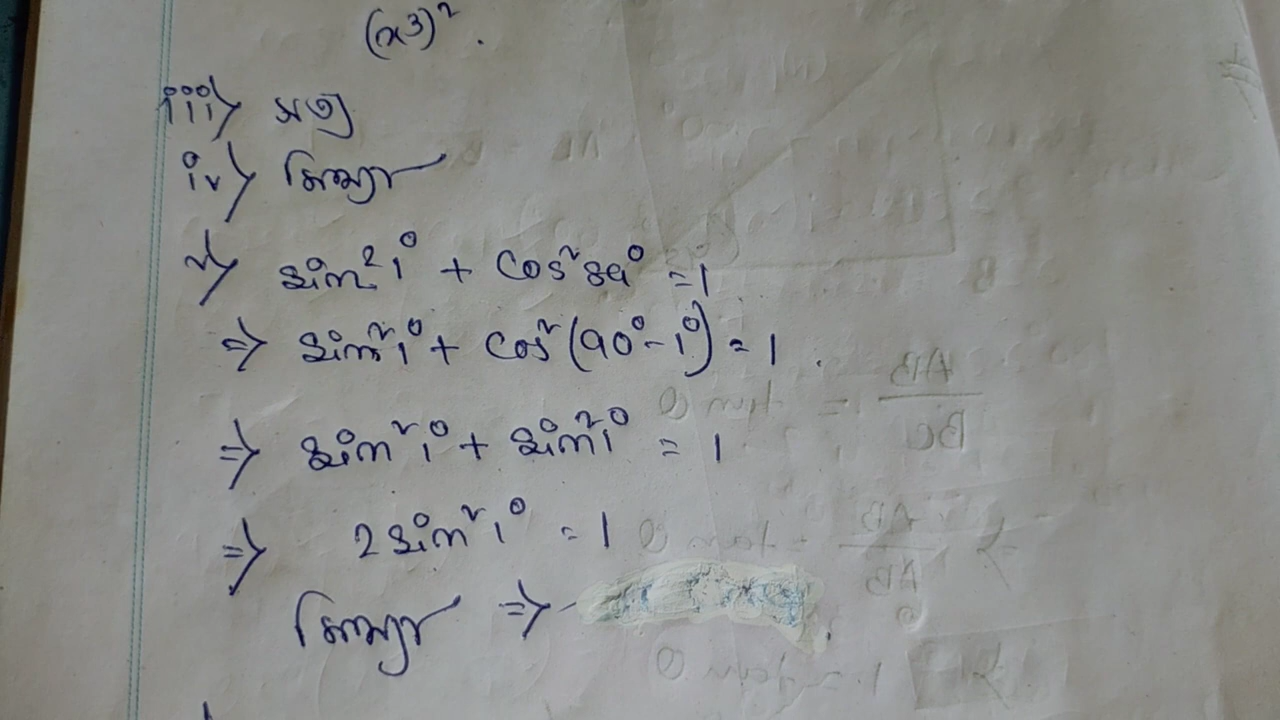 (x3)².
iii) সত্য
iv) মিথ্যা
v) sin²1° + cos²89° = 1
⇒ sin²1° + cos²(90° - 1°) = 1.
⇒ sin²1° + sin²1° = 1
⇒ 2sin²1° = 1
মিথ্যা ⇒